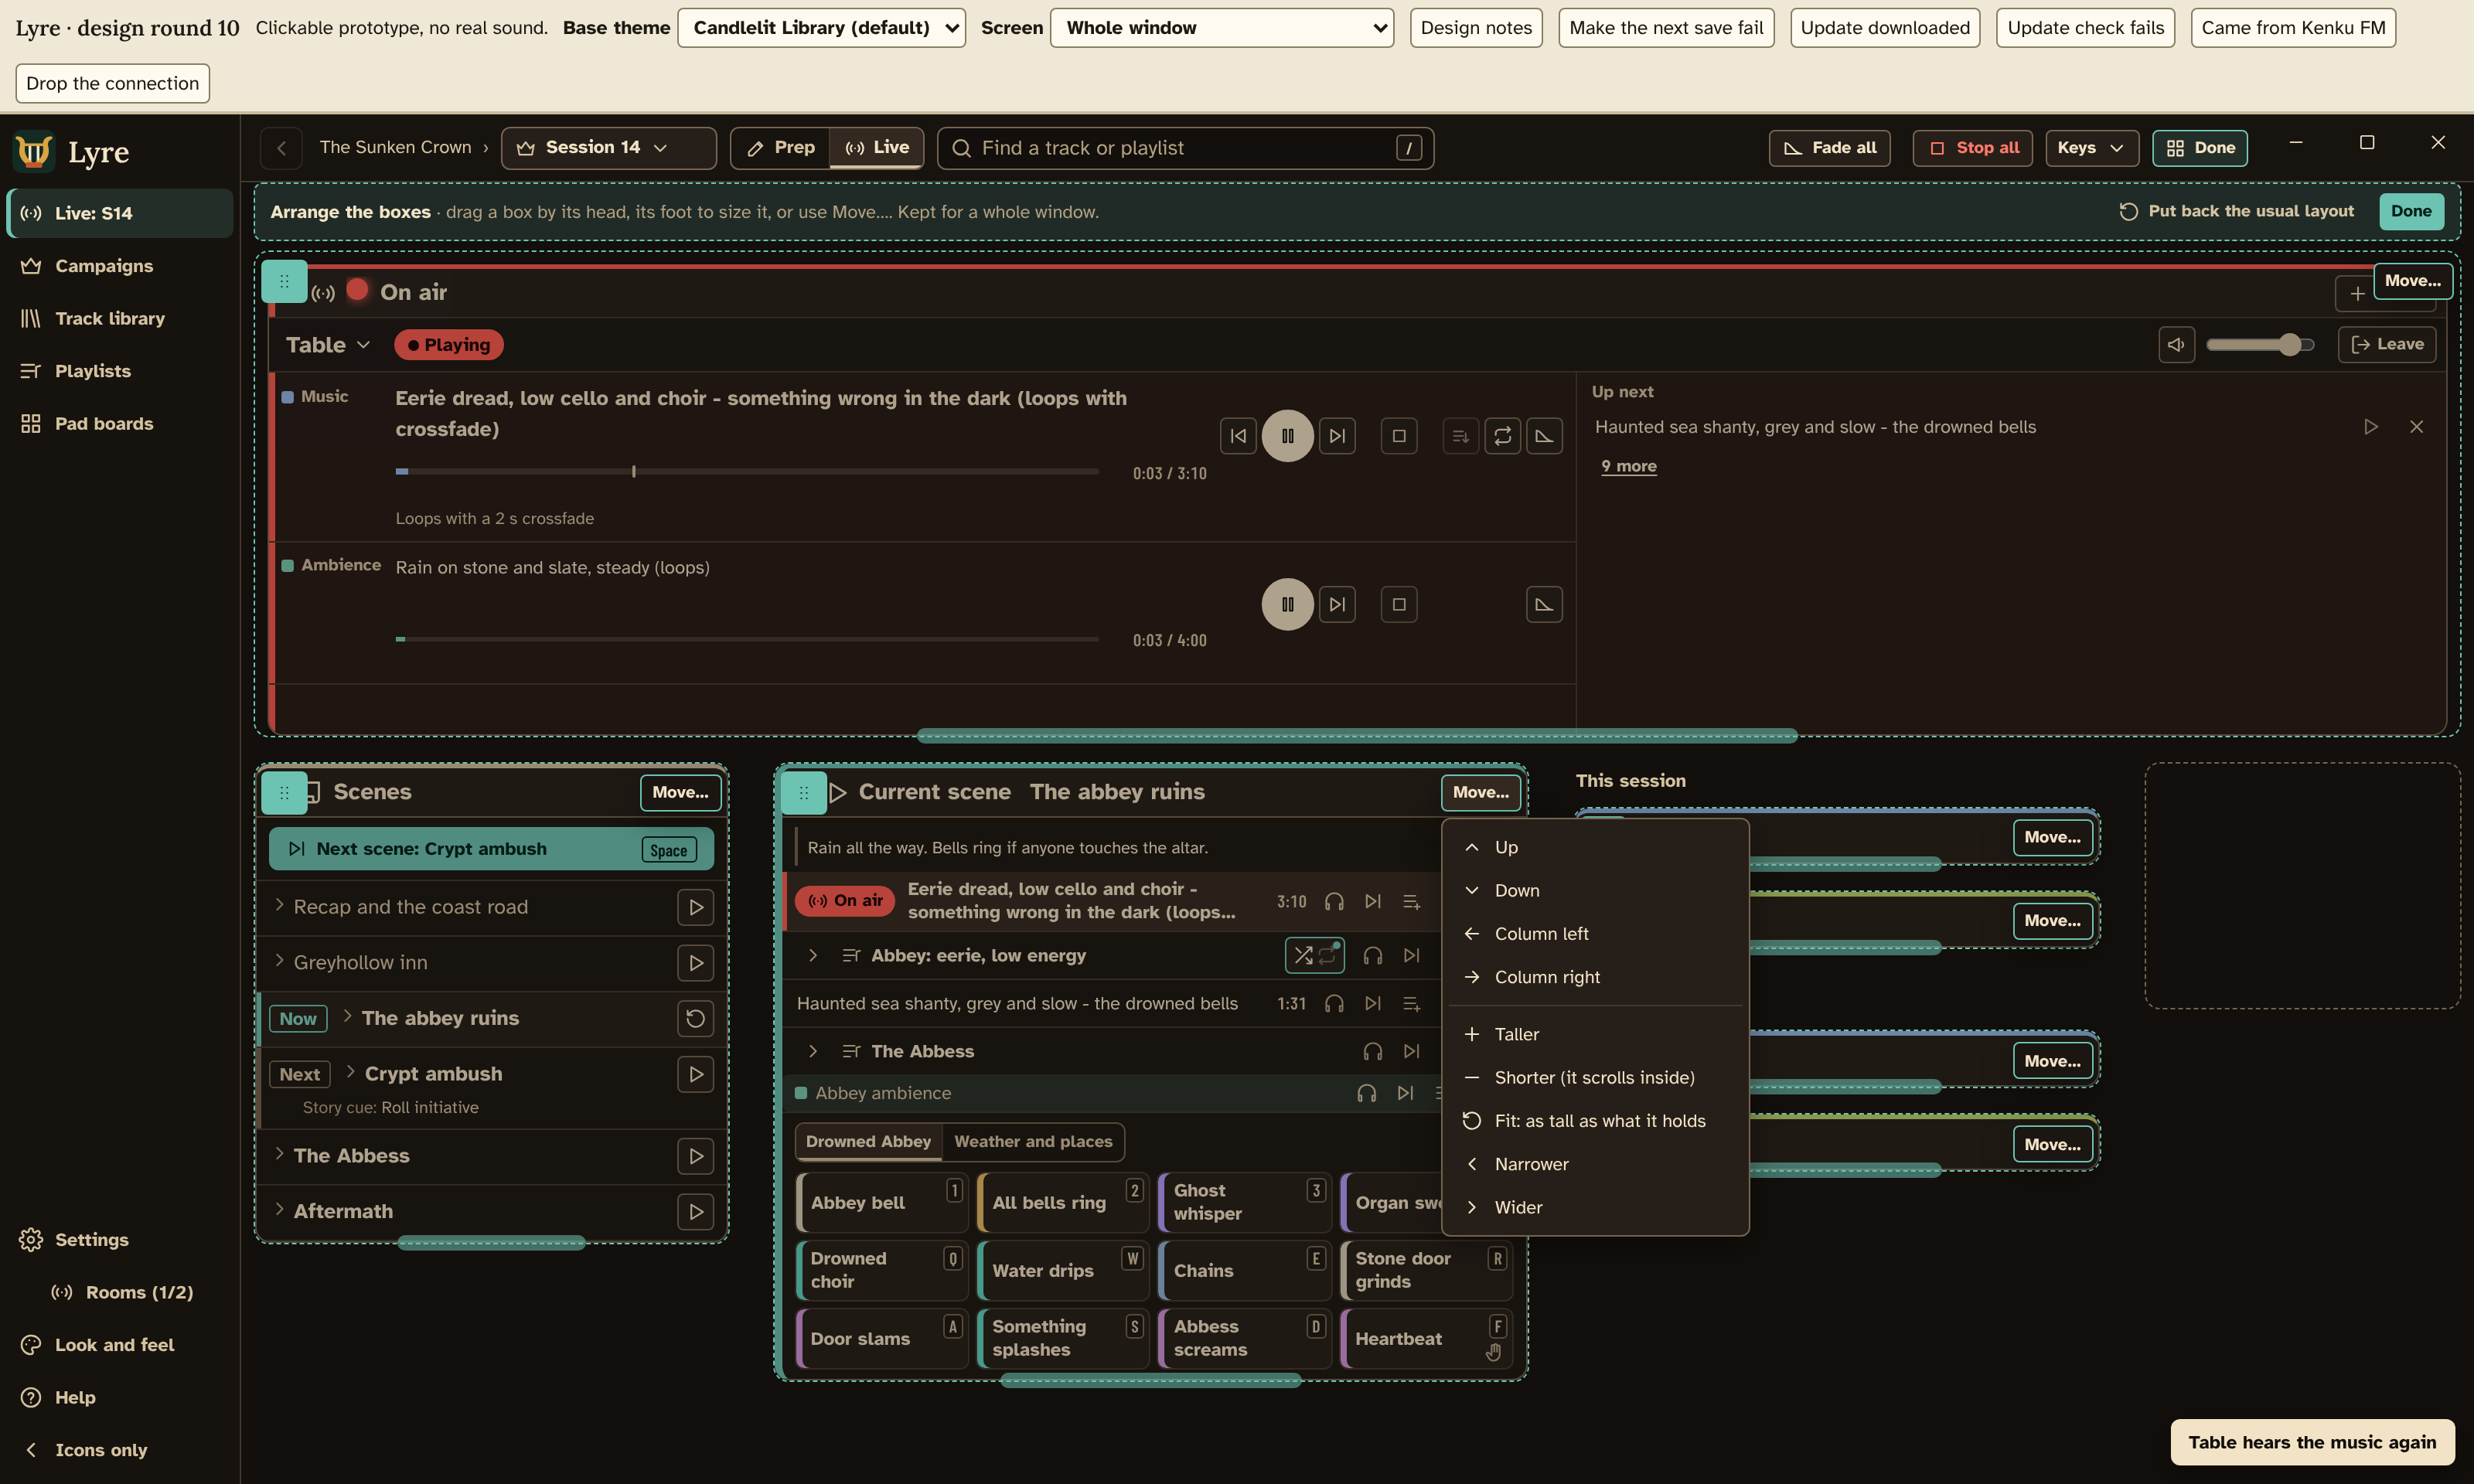 Lyre · design round 10 Clickable prototype, no real sound. Base theme Candlelit Library (default) Screen Whole window Design notes Make the next save fail Update downloaded Update check fails Came from Kenku FM
Drop the connection
Lyre
The Sunken Crown › Session 14 Prep Live Find a track or playlist / Fade all Stop all Keys Done
Live: S14
Campaigns
Track library
Playlists
Pad boards
Settings
Rooms (1/2)
Look and feel
Help
Icons only
Arrange the boxes · drag a box by its head, its foot to size it, or use Move.... Kept for a whole window. Put back the usual layout Done
On air Move...
Table Playing Leave
Music Eerie dread, low cello and choir - something wrong in the dark (loops with
crossfade)
0:03 / 3:10
Loops with a 2 s crossfade
Ambience Rain on stone and slate, steady (loops)
0:03 / 4:00
Up next
Haunted sea shanty, grey and slow - the drowned bells
9 more
Scenes Move...
Next scene: Crypt ambush Space
Recap and the coast road
Greyhollow inn
Now The abbey ruins
Next Crypt ambush
Story cue: Roll initiative
The Abbess
Aftermath
Current scene The abbey ruins Move...
Rain all the way. Bells ring if anyone touches the altar.
On air Eerie dread, low cello and choir -
something wrong in the dark (loops... 3:10
Abbey: eerie, low energy
Haunted sea shanty, grey and slow - the drowned bells 1:31
The Abbess
Abbey ambience
Drowned Abbey Weather and places
Abbey bell 1
All bells ring 2
Ghost
whisper 3
Organ
Drowned
choir Q
Water drips W
Chains E
Stone door
grinds R
Door slams A
Something
splashes S
Abbess
screams D
Heartbeat F
Up
Down
Column left
Column right
Taller
Shorter (it scrolls inside)
Fit: as tall as what it holds
Narrower
Wider
This session
Move...
Move...
Move...
Move...
Table hears the music again